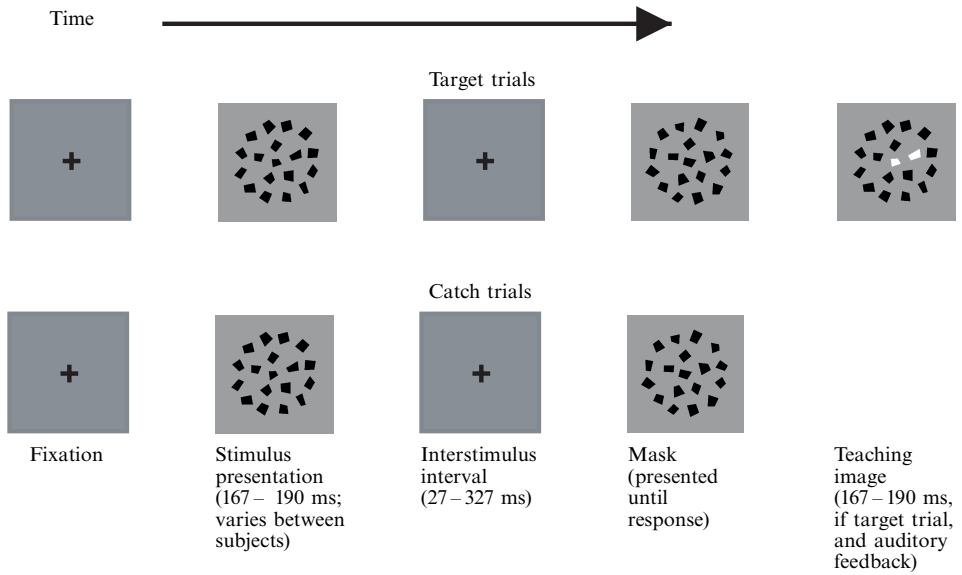 Time
Target trials
Catch trials
Fixation
Stimulus
presentation
(167– 190 ms;
varies between
subjects)
Interstimulus
interval
(27–327 ms)
Mask
(presented
until
response)
Teaching
image
(167–190 ms,
if target trial,
and auditory
feedback)